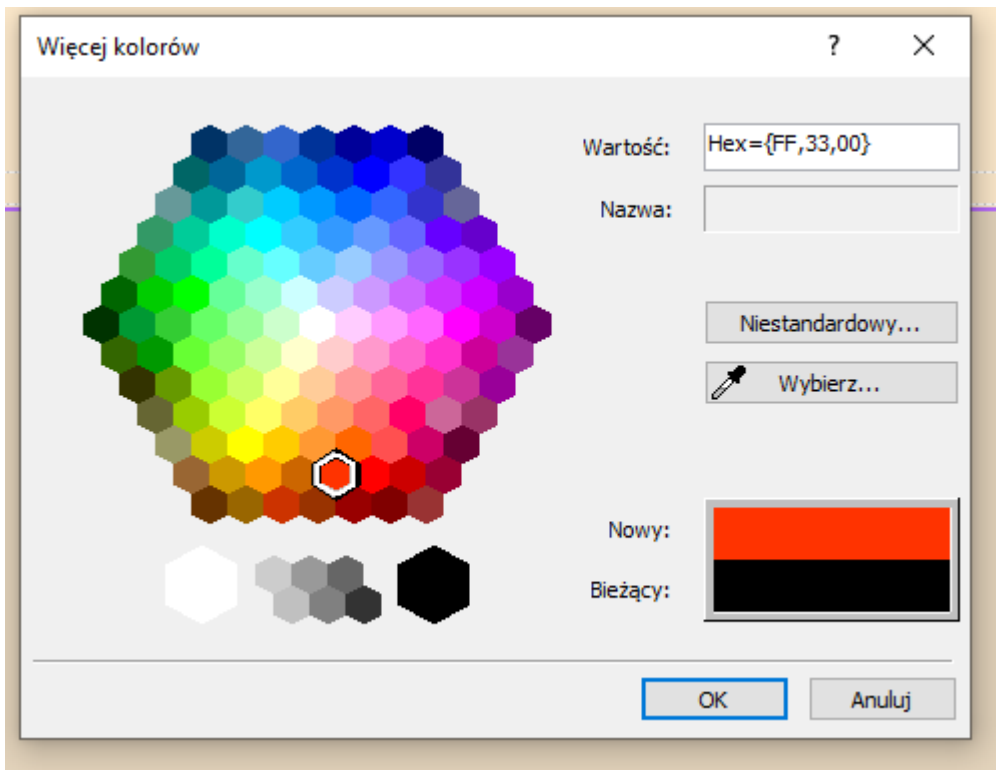 Więcej kolorów
?
Wartość:
Hex={FF,33,00}
Nazwa:
Niestandardowy...
Wybierz...
Nowy:
Bieżący:
OK
Anuluj